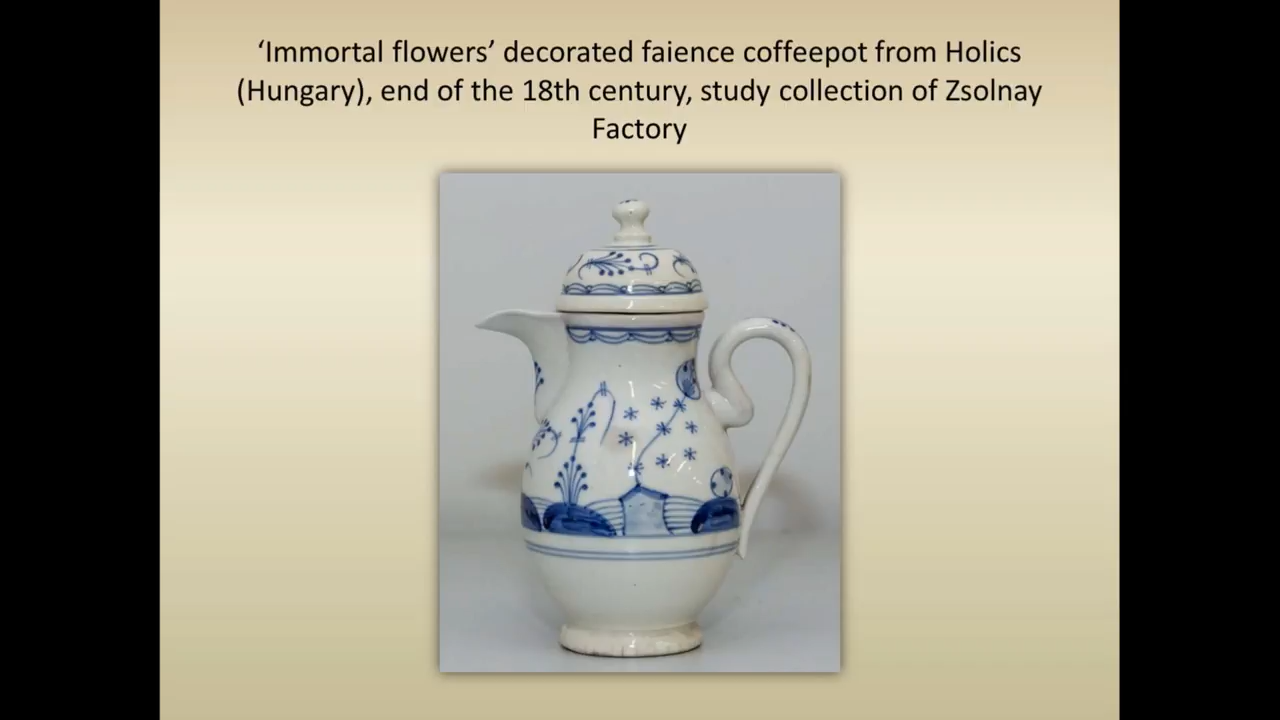 ‘Immortal flowers’ decorated faience coffeepot from Holics
(Hungary), end of the 18th century, study collection of Zsolnay
Factory